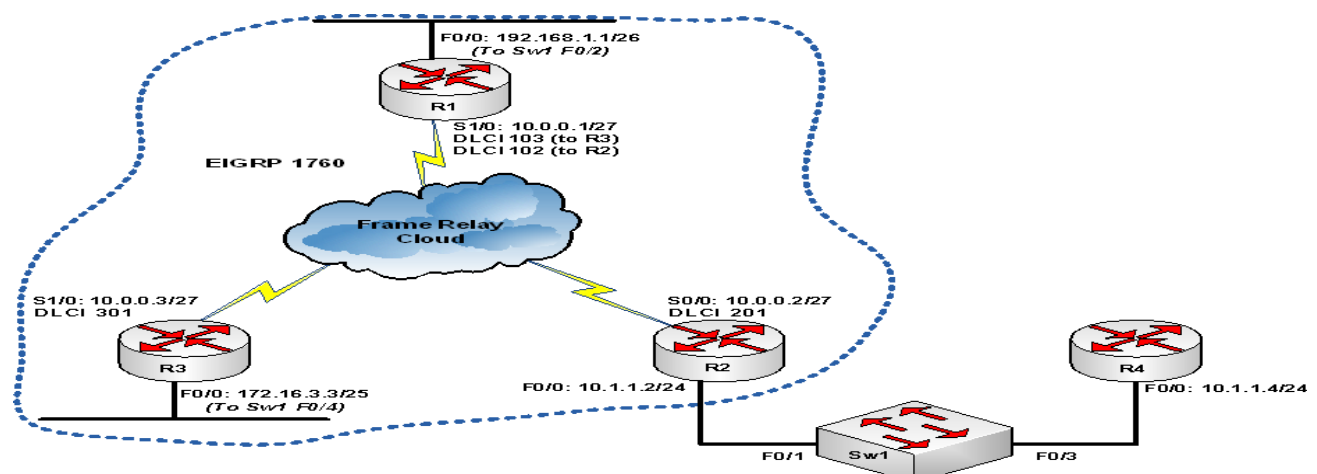 F0/0: 192.168.1.1/26
(To Sw1 F0/2)
R1
S1/0: 10.0.0.1/27
DLCI 103 (to R3)
DLCI 102 (to R2)
EIGRP 1760
Frame Relay
Cloud
S1/0: 10.0.0.3/27
DLCI 301
S0/0: 10.0.0.2/27
DLCI 201
R3
R2
R4
F0/0: 172.16.3.3/25
(To Sw1 F0/4)
F0/0: 10.1.1.2/24
F0/0: 10.1.1.4/24
F0/1
Sw1
F0/3